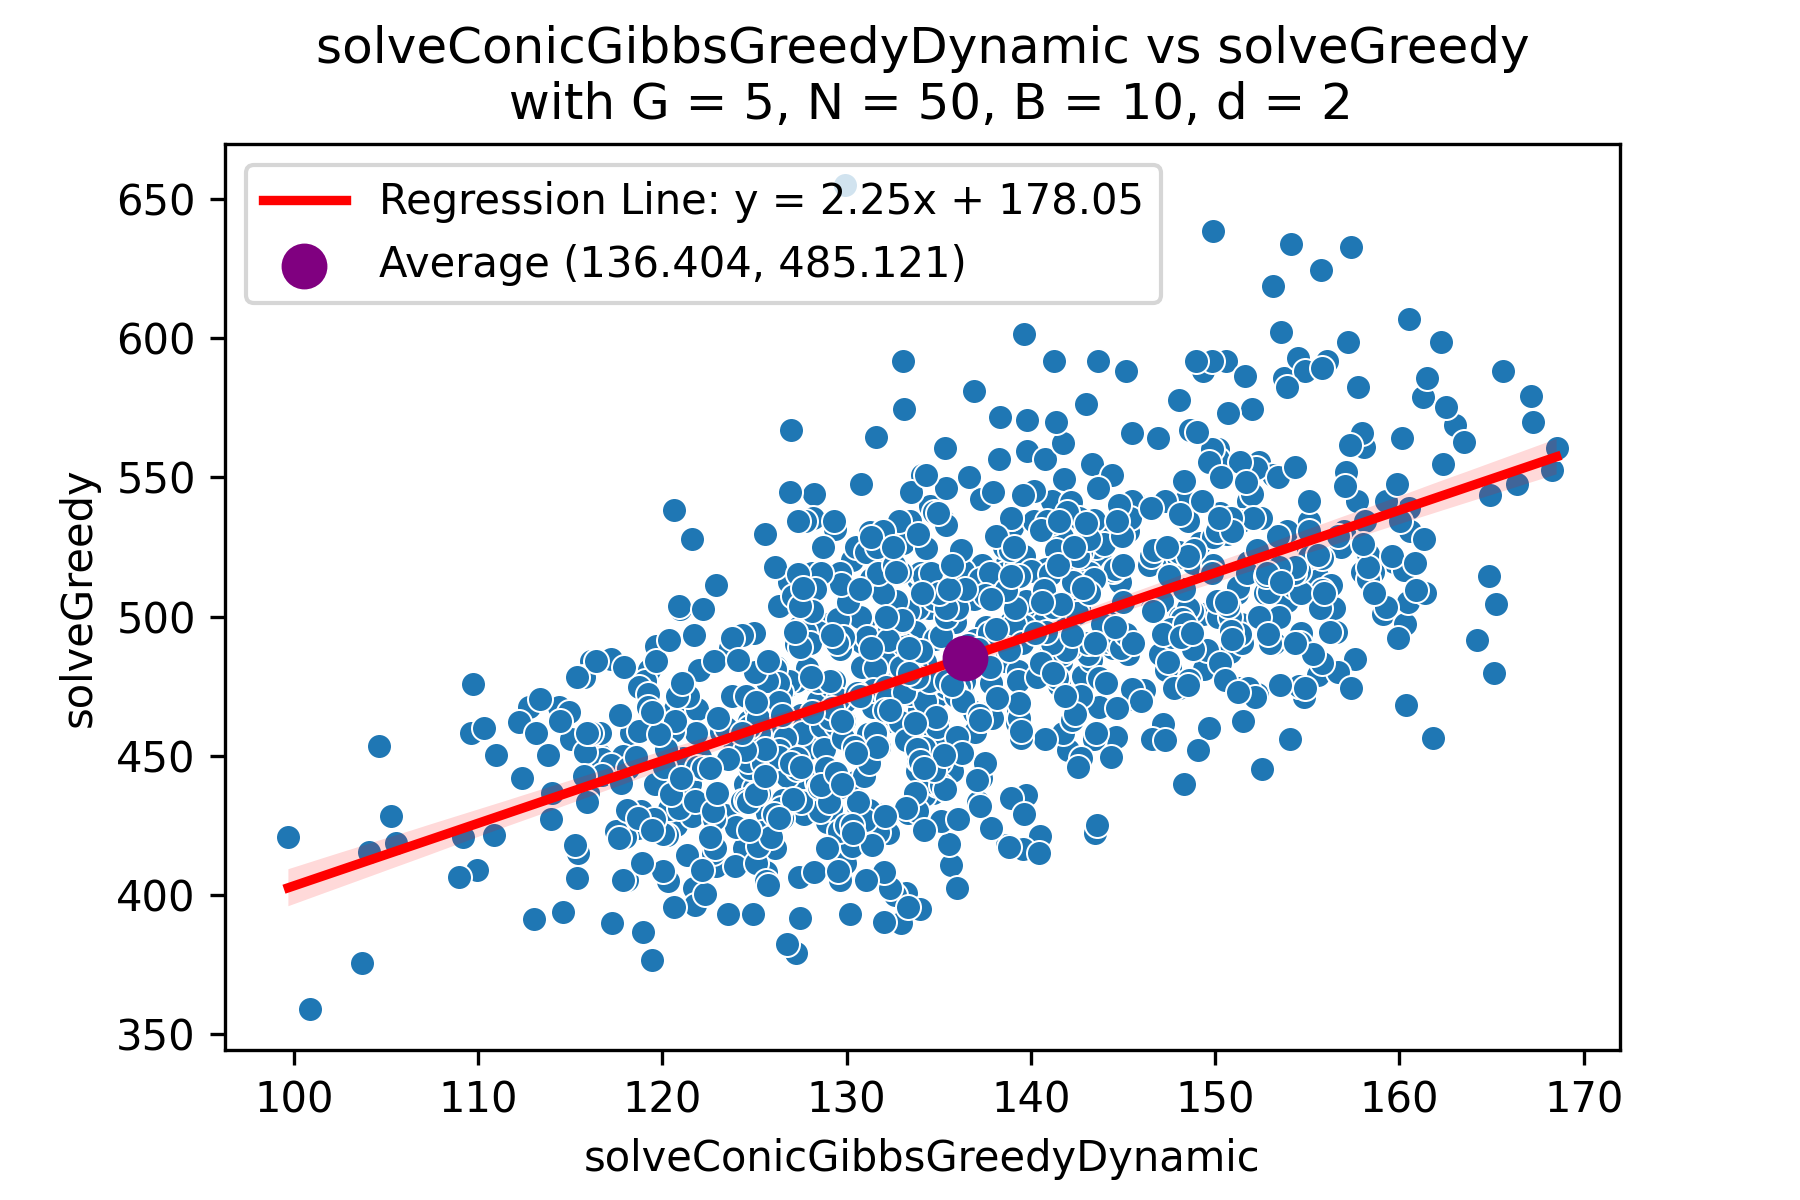 solveConicGibbsGreedyDynamic vs solveGreedy
with G = 5, N = 50, B = 10, d = 2
Regression Line: y = 2.25x + 178.05
Average (136.404, 485.121)
650
600
550
500
450
400
350
solveGreedy
100 110 120 130 140 150 160 170
solveConicGibbsGreedyDynamic